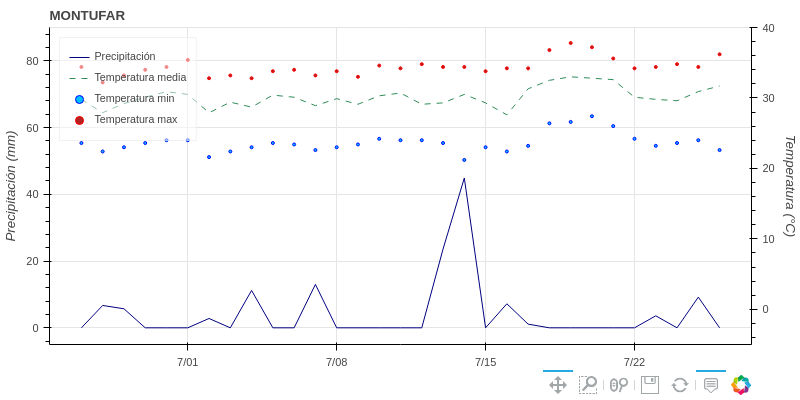 MONTUFAR
Precipitación
Temperatura media
Temperatura min
Temperatura max
Precipitación (mm)
80
60
40
20
0
Temperatura (°C)
40
30
20
10
0
7/01
7/08
7/15
7/22